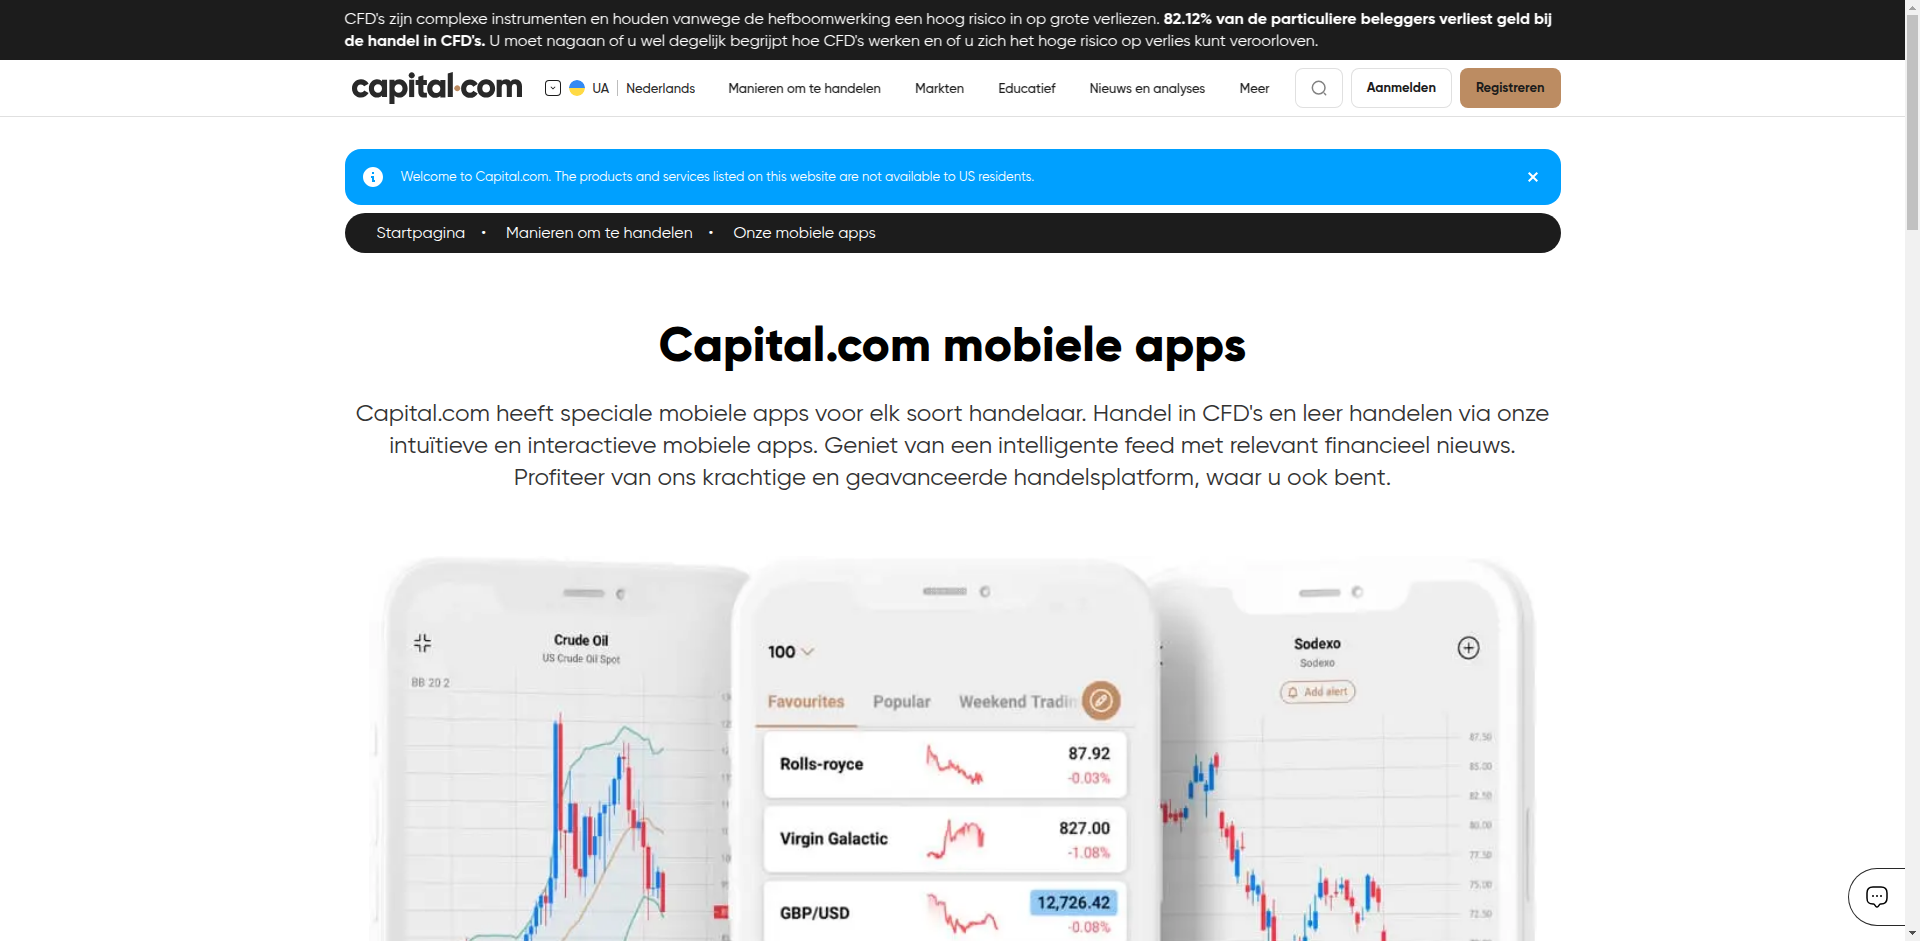 CFD's zijn complexe instrumenten en houden vanwege de hefboomwerking een hoog risico in op grote verliezen. 82.12% van de particuliere beleggers verliest geld bij
de handel in CFD's. U moet nagaan of u wel degelijk begrijpt hoe CFD's werken en of u zich het hoge risico op verlies kunt veroorloven.
capital.com UA Nederlands Manieren om te handelen Markten Educatief Nieuws en analyses Meer Aanmelden Registreren
Welcome to Capital.com. The products and services listed on this website are not available to US residents.
Startpagina • Manieren om te handelen • Onze mobiele apps
Capital.com mobiele apps
Capital.com heeft speciale mobiele apps voor elk soort handelaar. Handel in CFD's en leer handelen via onze
intuïtieve en interactieve mobiele apps. Geniet van een intelligente feed met relevant financieel nieuws.
Profiteer van ons krachtige en geavanceerde handelsplatform, waar u ook bent.
Crude Oil
US Crude Oil Spot
BB 20 2
100
Favourites Popular Weekend Tradin
Rolls-royce 87.92
-0.03%
Virgin Galactic 827.00
-1.08%
GBP/USD 12,726.42
-0.08%
Sodexo
Sodexo
Add alert
87.50
85.00
82.50
80.00
77.50
75.00
72.50